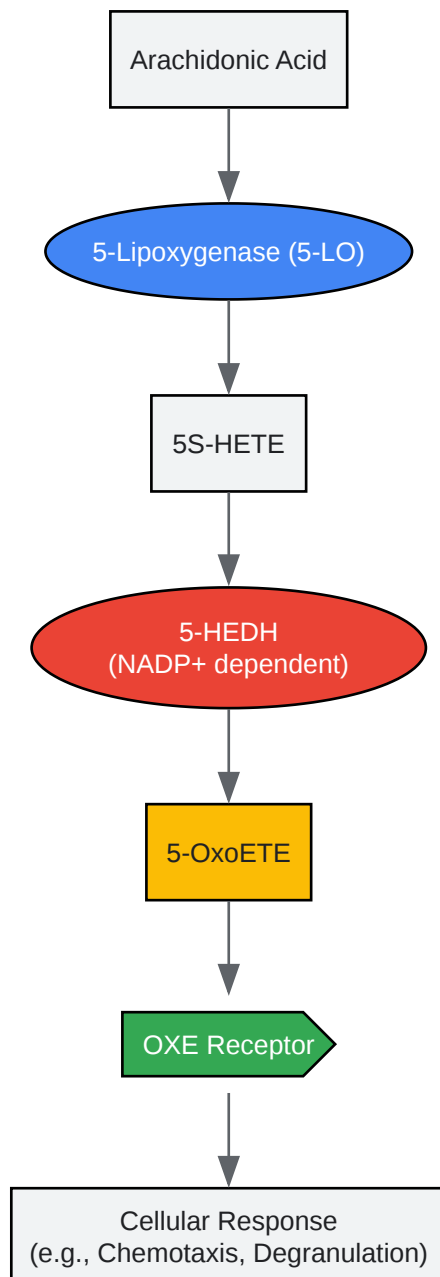 Arachidonic Acid
5-Lipoxygenase (5-LO)
5S-HETE
5-HEDH
(NADP+ dependent)
5-OxoETE
OXE Receptor
Cellular Response
(e.g., Chemotaxis, Degranulation)